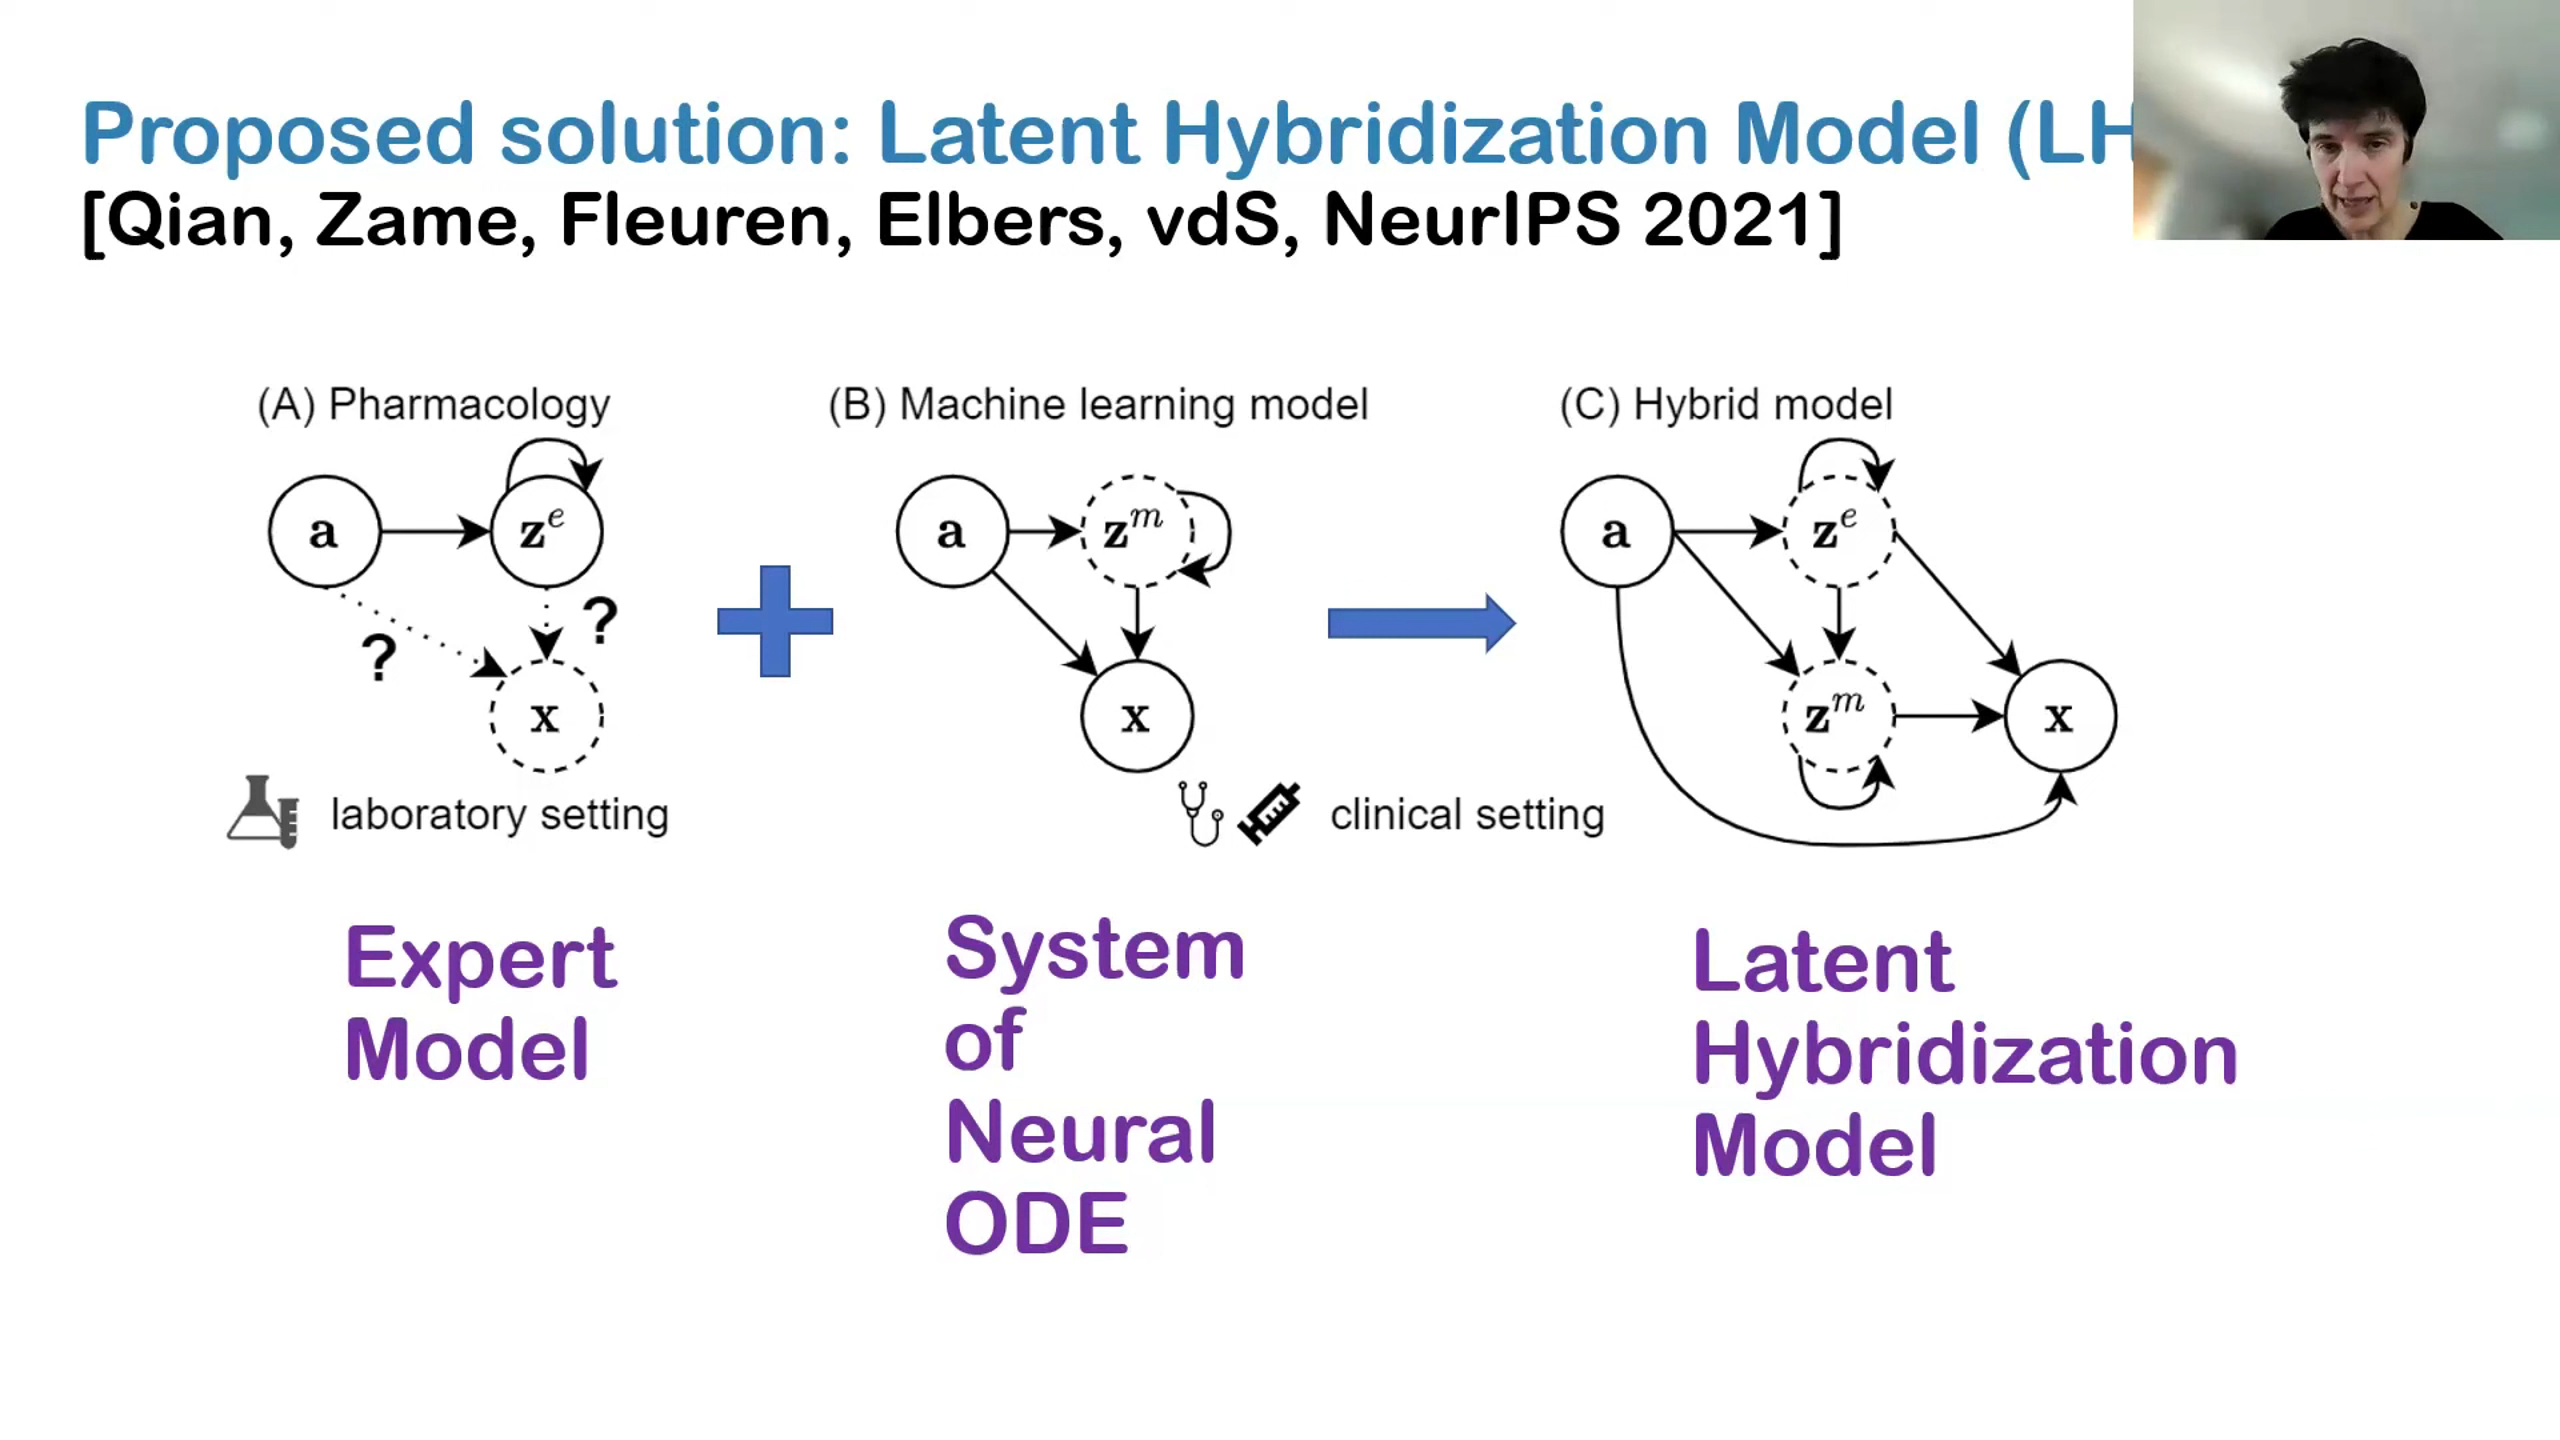 Proposed solution: Latent Hybridization Model (LH
[Qian, Zame, Fleuren, Elbers, vdS, NeurIPS 2021]
(A) Pharmacology
a
z^e
?
?
x
laboratory setting
Expert
Model
(B) Machine learning model
a
z^m
x
clinical setting
System
of
Neural
ODE
(C) Hybrid model
a
z^e
z^m
x
Latent
Hybridization
Model